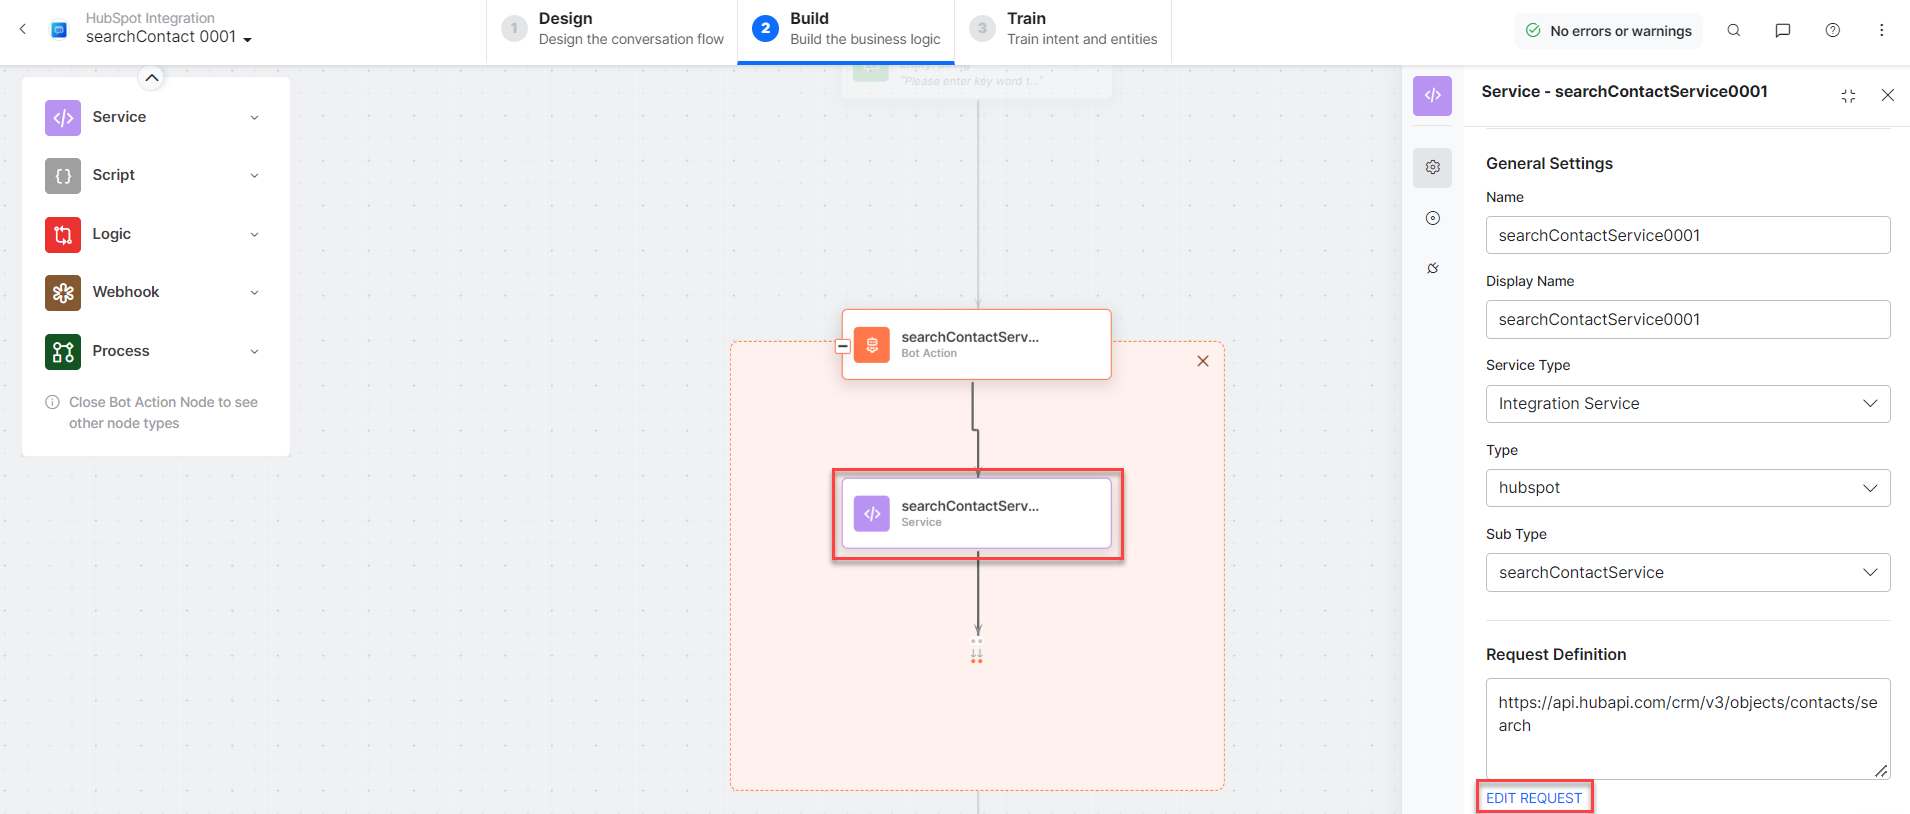 HubSpot Integration
searchContact 0001
1
Design
Design the conversation flow
2
Build
Build the business logic
3
Train
Train intent and entities
No errors or warnings
Service
Script
Logic
Webhook
Process
Close Bot Action Node to see
other node types
"Please enter key word t..."
searchContactServ...
Bot Action
searchContactServ...
Service
Service - searchContactService0001
General Settings
Name
searchContactService0001
Display Name
searchContactService0001
Service Type
Integration Service
Type
hubspot
Sub Type
searchContactService
Request Definition
https://api.hubapi.com/crm/v3/objects/contacts/se
arch
EDIT REQUEST